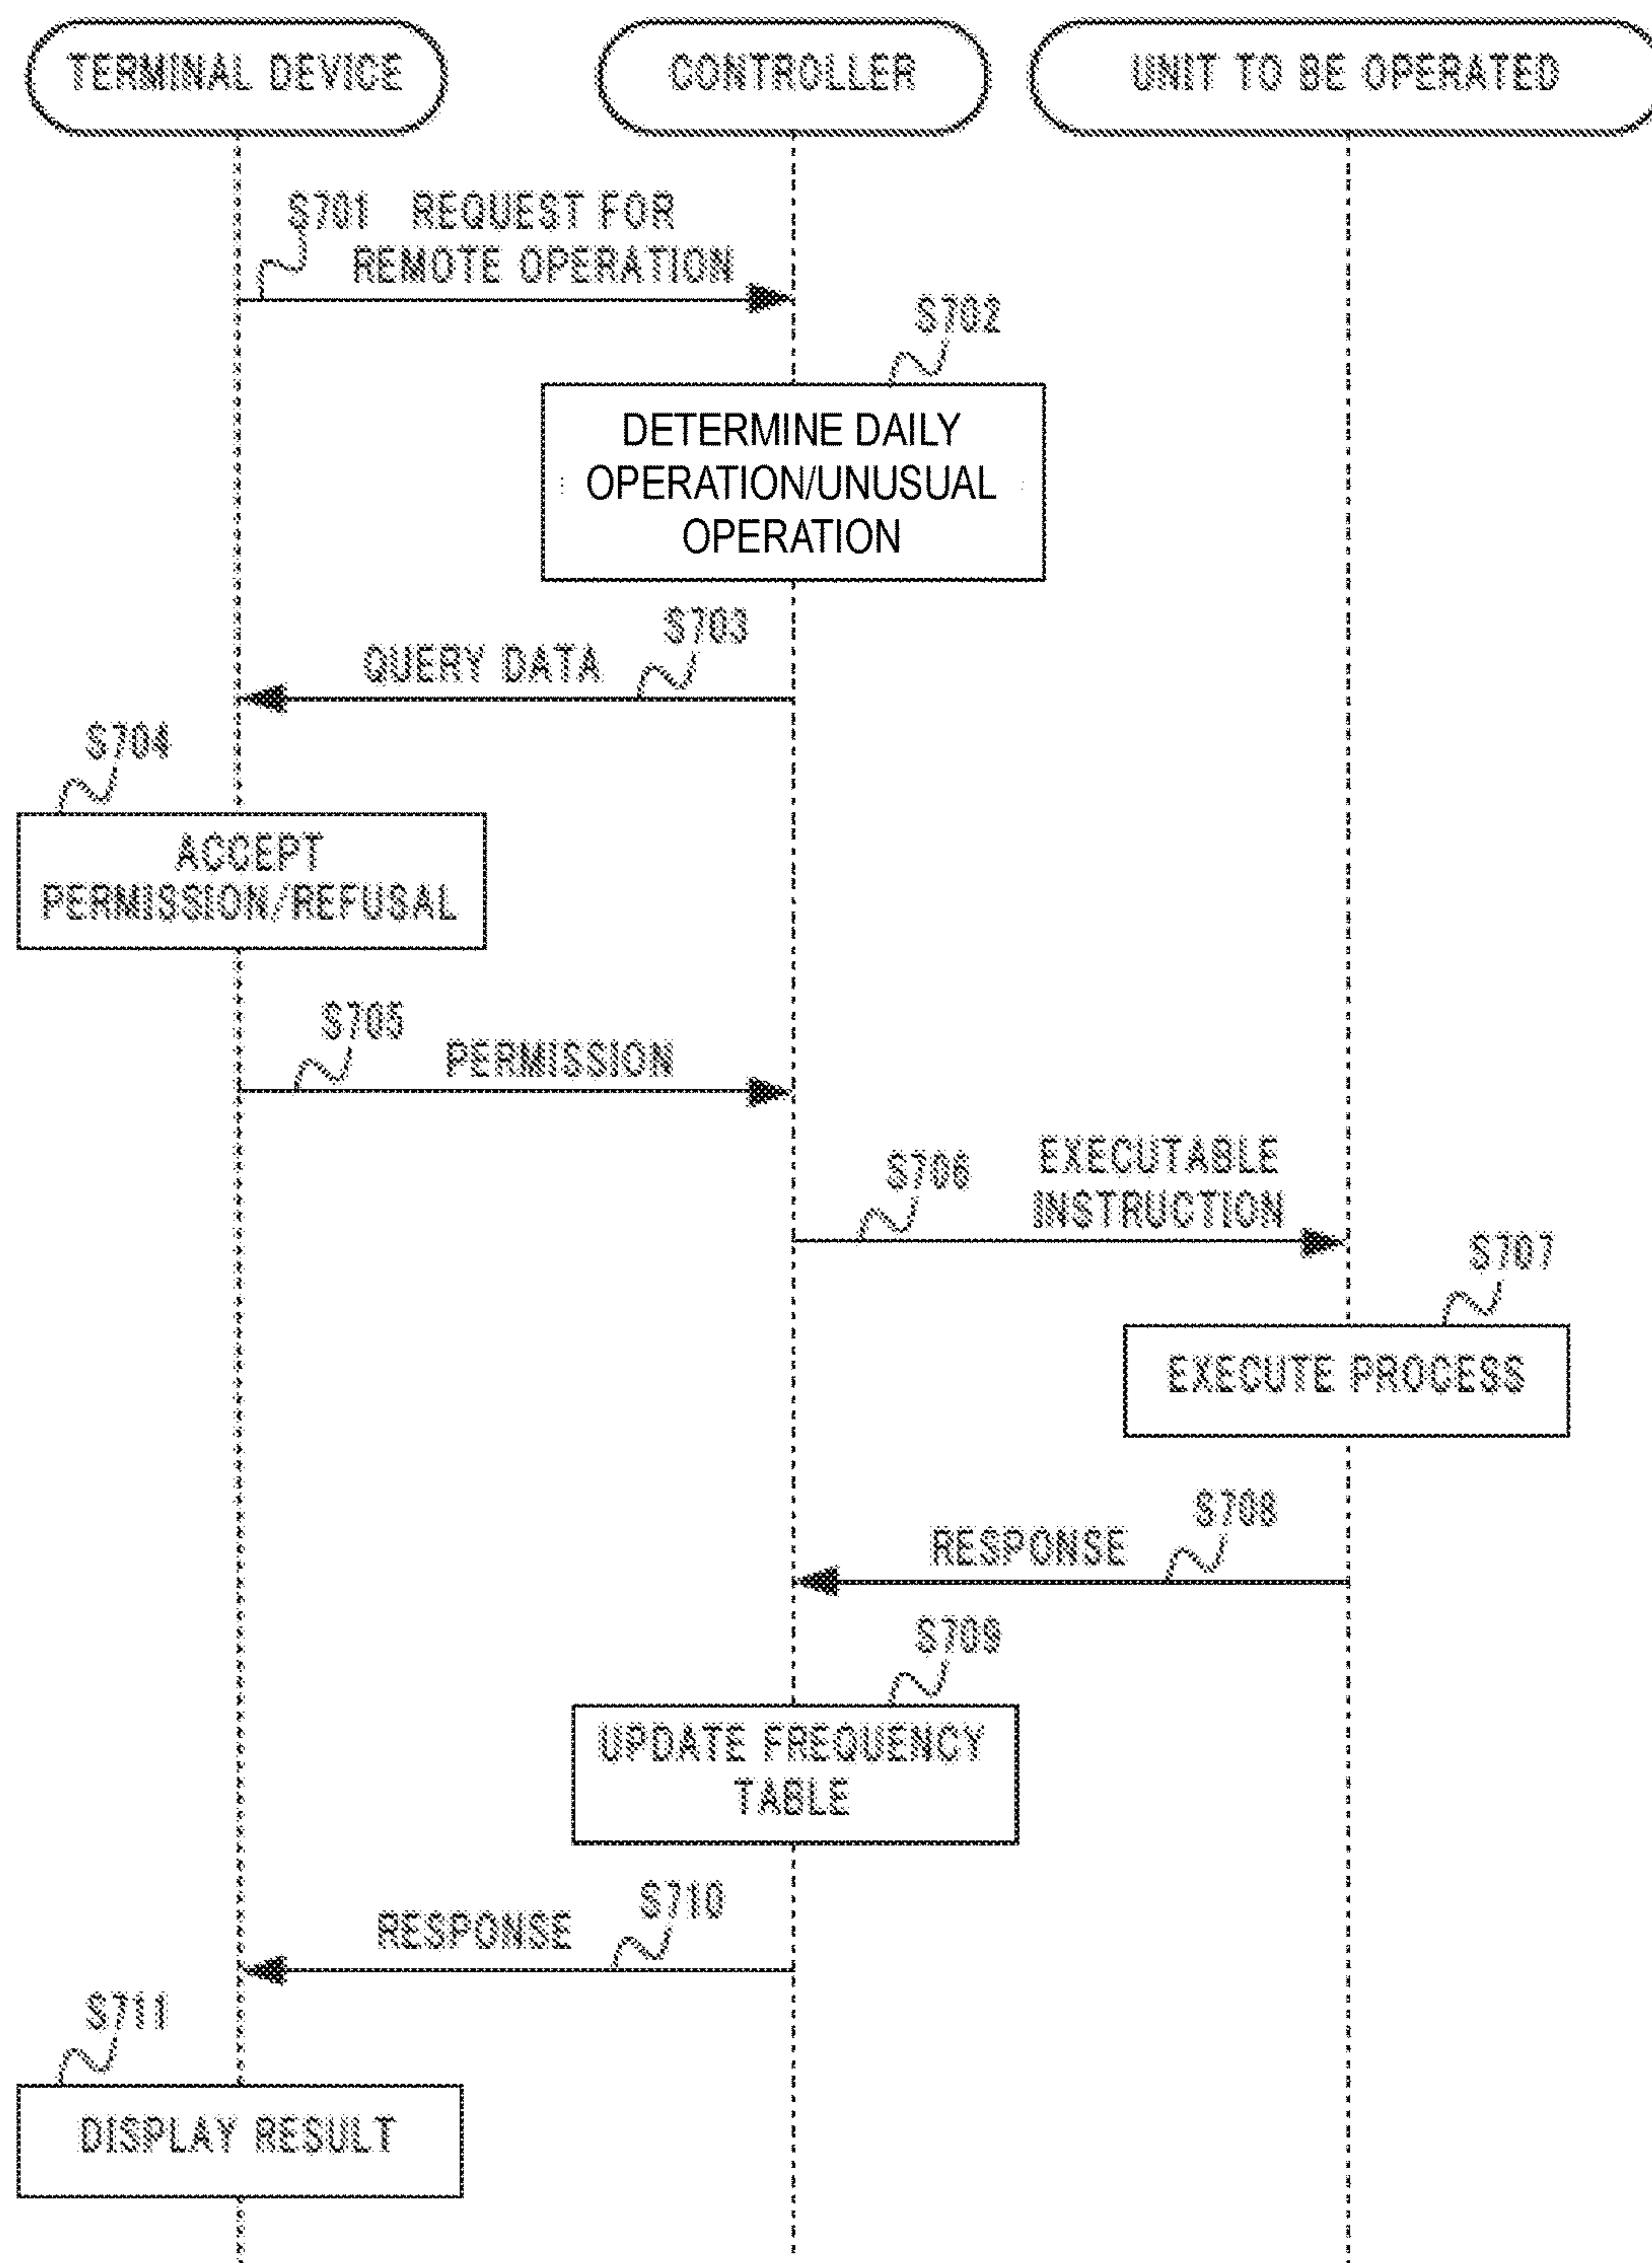 TERMINAL DEVICE
CONTROLLER
UNIT TO BE OPERATED
S701 REQUEST FOR
REMOTE OPERATION
S702
DETERMINE DAILY
OPERATION/UNUSUAL
OPERATION
S703
QUERY DATA
S704
ACCEPT
PERMISSION/REFUSAL
S705
PERMISSION
S706
EXECUTABLE
INSTRUCTION
S707
EXECUTE PROCESS
S708
RESPONSE
S709
UPDATE FREQUENCY
TABLE
S710
RESPONSE
S711
DISPLAY RESULT